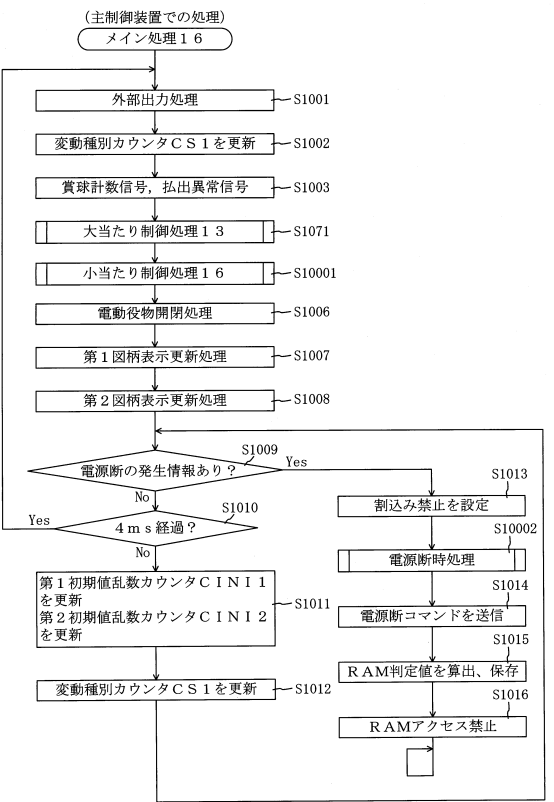 (主制御装置での処理)
メイン処理16
外部出力処理 S1001
変動種別カウンタCS1を更新 S1002
賞球計数信号,払出異常信号 S1003
大当たり制御処理13 S1071
小当たり制御処理16 S10001
電動役物開閉処理 S1006
第1図柄表示更新処理 S1007
第2図柄表示更新処理 S1008
S1009
電源断の発生情報あり?
Yes
No
S1010
4ms経過?
Yes
No
第1初期値乱数カウンタCINI1
を更新
第2初期値乱数カウンタCINI2
を更新
S1011
変動種別カウンタCS1を更新 S1012
S1013
割込み禁止を設定
S10002
電源断時処理
S1014
電源断コマンドを送信
S1015
RAM判定値を算出、保存
S1016
RAMアクセス禁止